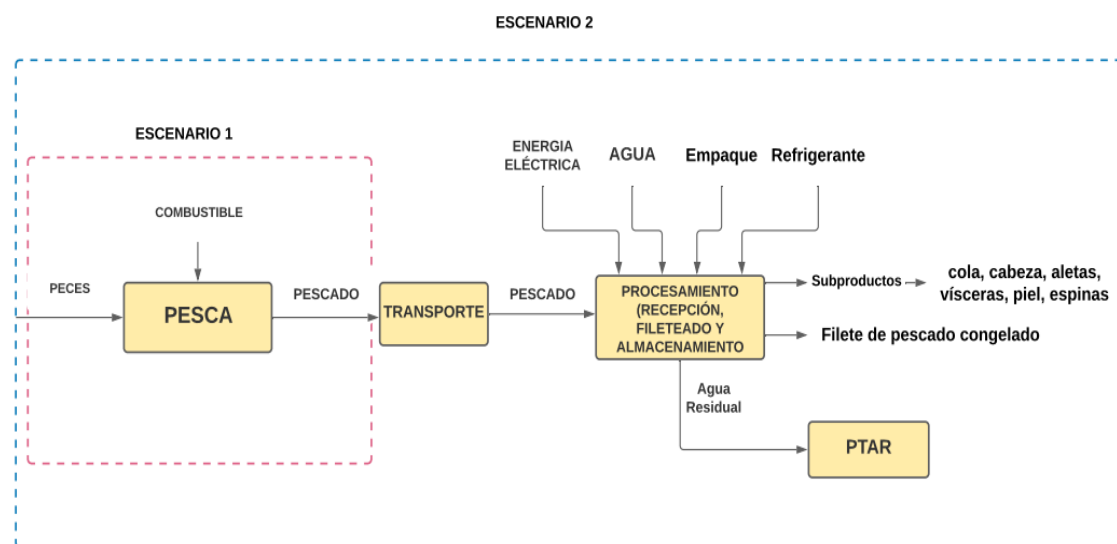 ESCENARIO 2
ESCENARIO 1
COMBUSTIBLE
PECES
PESCA
PESCADO
TRANSPORTE
PESCADO
ENERGIA
ELÉCTRICA
AGUA
Empaque
Refrigerante
PROCESAMIENTO
(RECEPCIÓN,
FILETEADO Y
ALMACENAMIENTO
Subproductos
cola, cabeza, aletas,
vísceras, piel, espinas
Filete de pescado congelado
Agua
Residual
PTAR